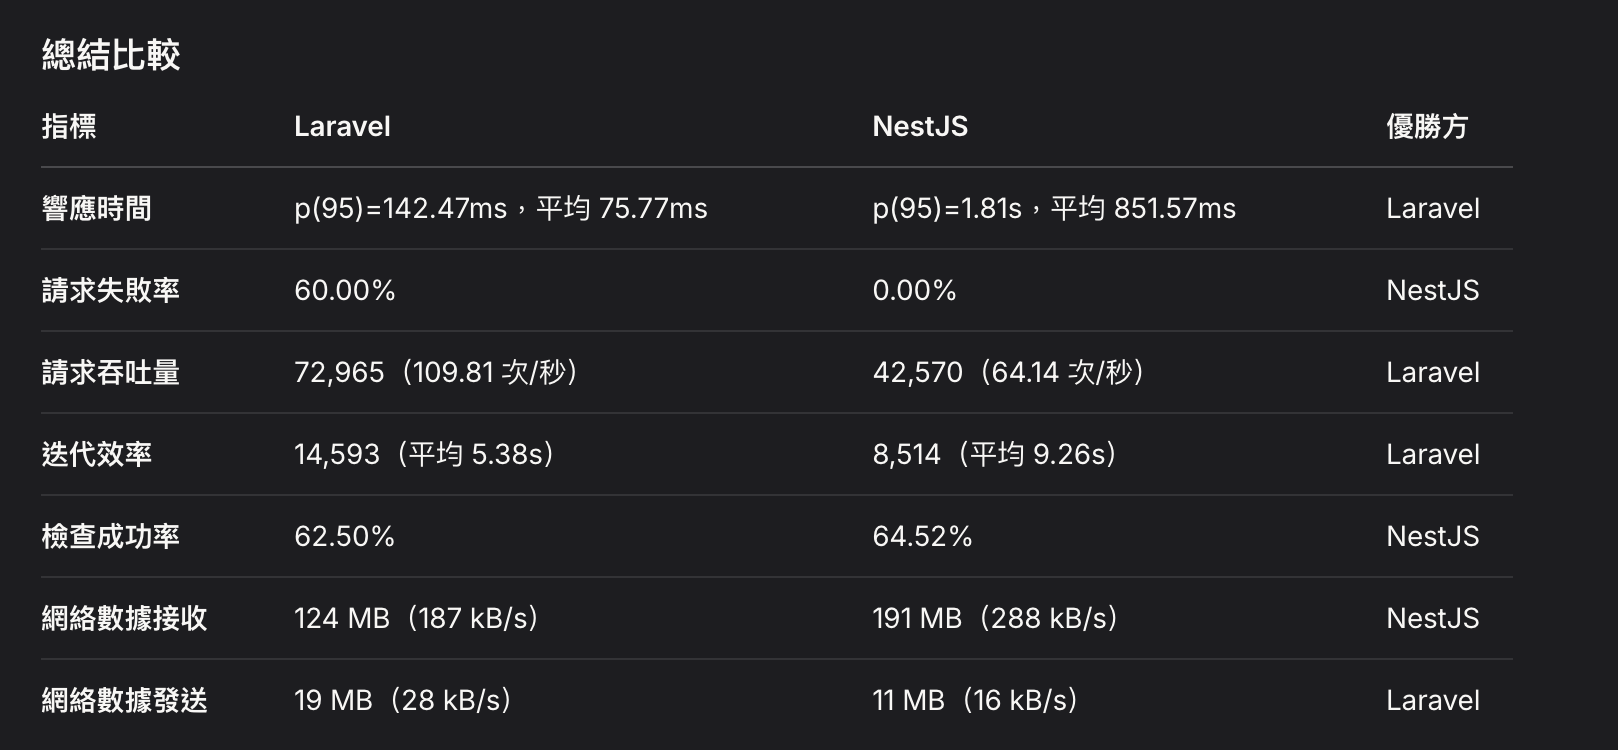 總結比較
指標 Laravel NestJS 優勝方
響應時間 p(95)=142.47ms，平均 75.77ms p(95)=1.81s，平均 851.57ms Laravel
請求失敗率 60.00% 0.00% NestJS
請求吞吐量 72,965（109.81 次/秒） 42,570（64.14 次/秒） Laravel
迭代效率 14,593（平均 5.38s） 8,514（平均 9.26s） Laravel
檢查成功率 62.50% 64.52% NestJS
網絡數據接收 124 MB（187 kB/s） 191 MB（288 kB/s） NestJS
網絡數據發送 19 MB（28 kB/s） 11 MB（16 kB/s） Laravel